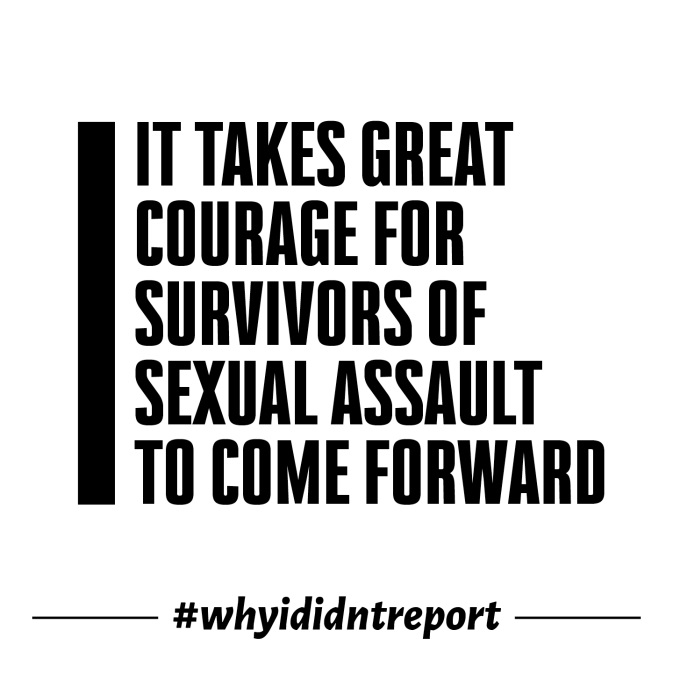 IT TAKES GREAT
COURAGE FOR
SURVIVORS OF
SEXUAL ASSAULT
TO COME FORWARD
#whyididntreport